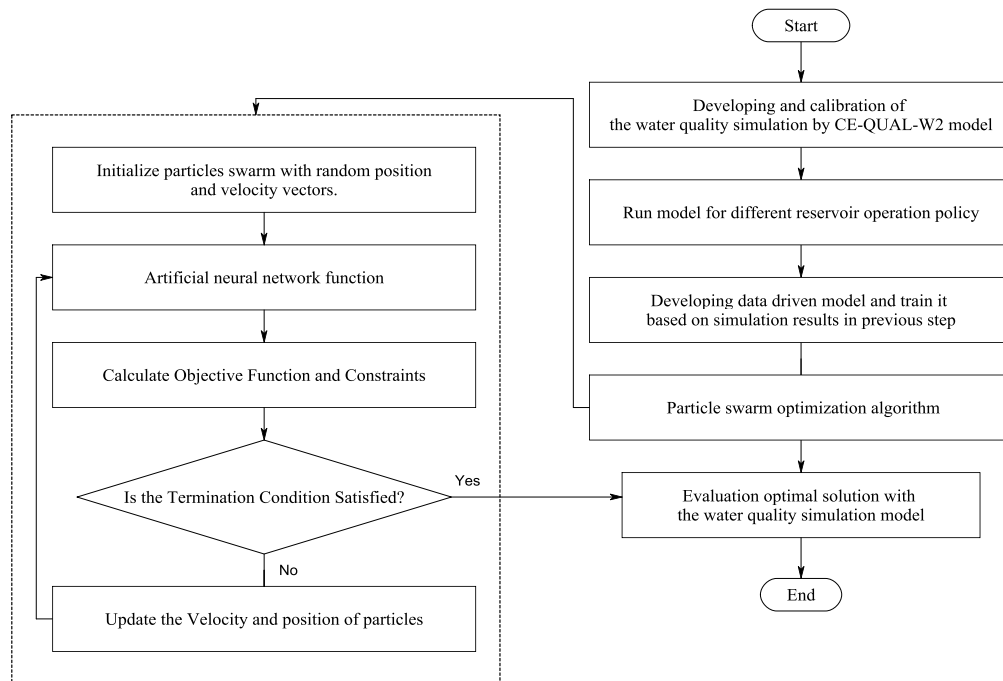 Start
Developing and calibration of
the water quality simulation by CE-QUAL-W2 model
Run model for different reservoir operation policy
Developing data driven model and train it
based on simulation results in previous step
Particle swarm optimization algorithm
Initialize particles swarm with random position
and velocity vectors.
Artificial neural network function
Calculate Objective Function and Constraints
Is the Termination Condition Satisfied?
Yes
No
Update the Velocity and position of particles
Evaluation optimal solution with
the water quality simulation model
End